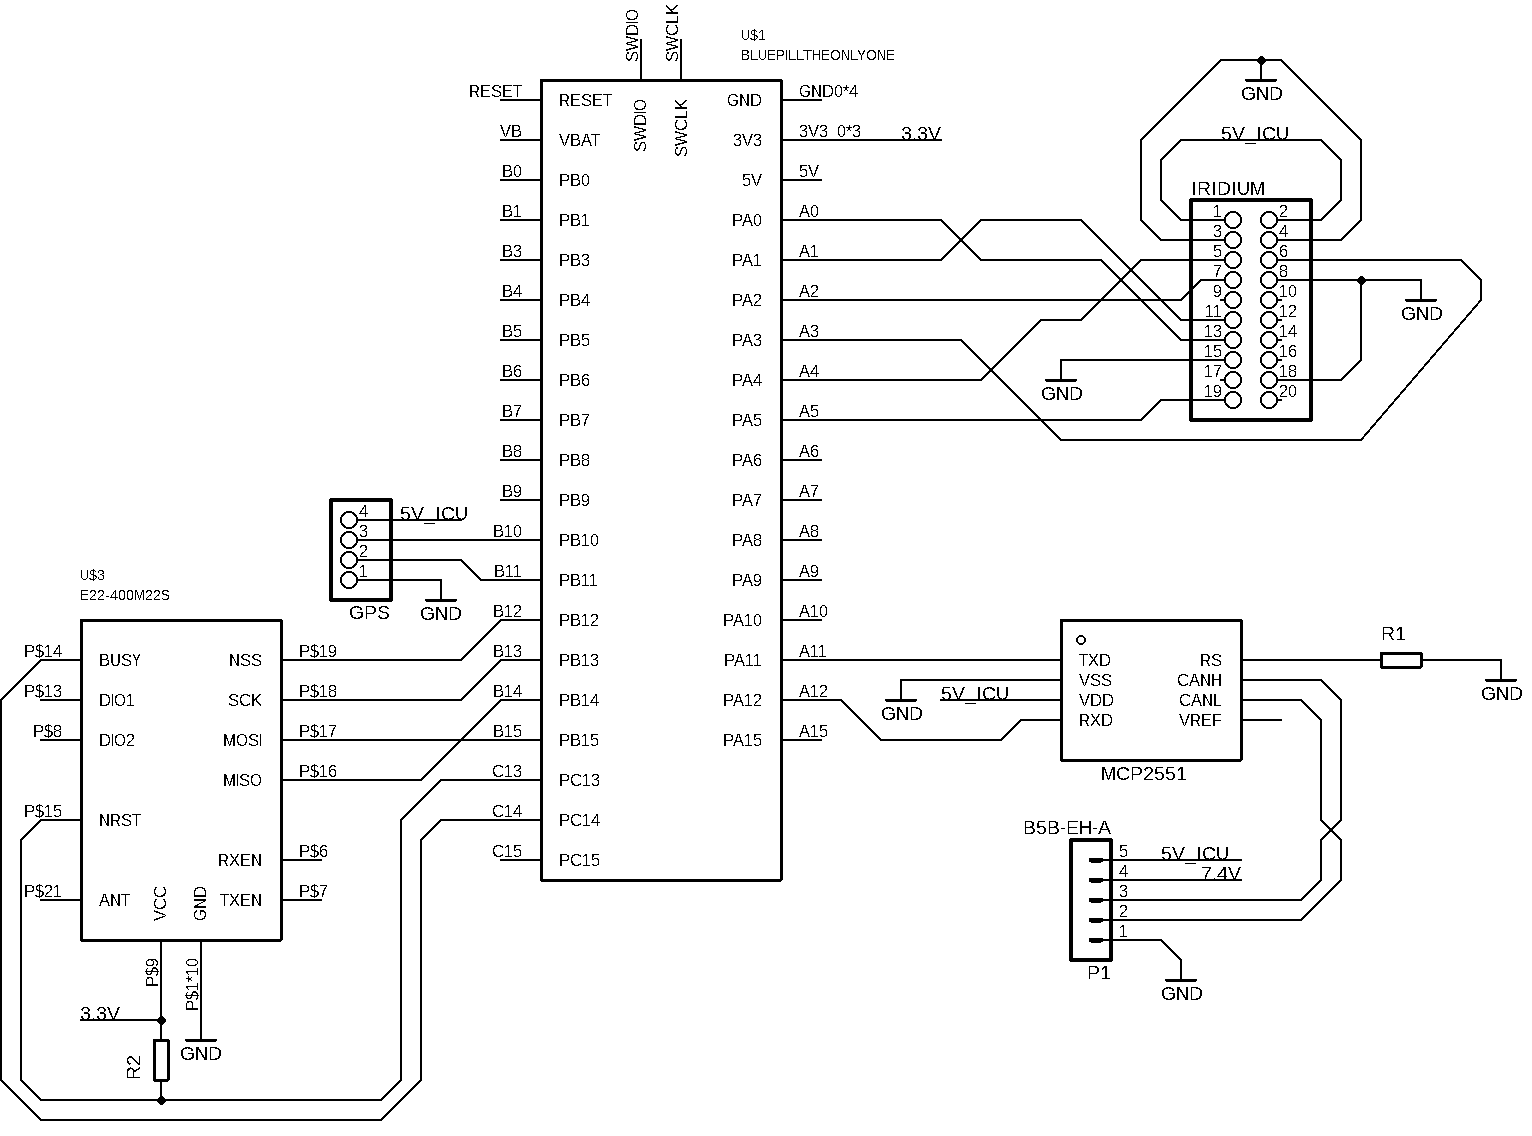 SWDIO
SWCLK
U$1
BLUEPILLTHEONLYONE
RESET
RESET
SWDIO
SWCLK
GND
GND0*4
VB
VBAT
3V3
3V3 0*3
3.3V
B0
PB0
5V
5V
B1
PB1
PA0
A0
B3
PB3
PA1
A1
B4
PB4
PA2
A2
B5
PB5
PA3
A3
B6
PB6
PA4
A4
B7
PB7
PA5
A5
B8
PB8
PA6
A6
B9
PB9
PA7
A7
B10
PB10
PA8
A8
B11
PB11
PA9
A9
B12
PB12
PA10
A10
B13
PB13
PA11
A11
B14
PB14
PA12
A12
B15
PB15
PA15
A15
C13
PC13
C14
PC14
C15
PC15
GND
5V_ICU
IRIDIUM
1 2
3 4
5 6
7 8
9 10
11 12
13 14
15 16
17 18
19 20
GND
GND
4 5V_ICU
3
2
1
GPS
GND
U$3
E22-400M22S
P$14
BUSY
NSS
P$19
P$13
DIO1
SCK
P$18
P$8
DIO2
MOSI
P$17
MISO
P$16
P$15
NRST
RXEN
P$6
P$21
ANT
VCC
GND
TXEN
P$7
P$9
P$1*10
3.3V
R2
GND
TXD
RS
VSS
CANH
VDD
CANL
RXD
VREF
MCP2551
GND
5V_ICU
R1
GND
B5B-EH-A
5 5V_ICU
4 7.4V
3
2
1
P1
GND